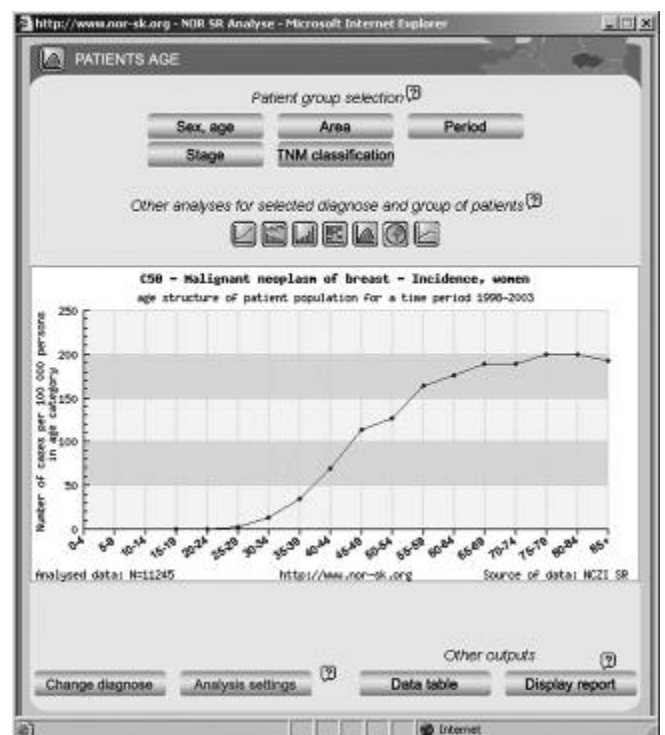 http://www.nor-sk.org - NOR SR Analyse - Microsoft Internet Explorer
PATIENTS AGE
Patient group selection ?
Sex, age Area Period
Stage TNM classification
Other analyses for selected diagnose and group of patients ?
C50 - Malignant neoplasm of breast - Incidence, women
age structure of patient population for a time period 1998-2003
Number of cases per 100 000 persons
in age category
250
200
150
100
50
0
0-4 5-9 10-14 15-19 20-24 25-29 30-34 35-39 40-44 45-49 50-54 55-59 60-64 65-69 70-74 75-79 80-84 85+
Analysed data: N=11245 http://www.nor-sk.org Source of data: NCZI SR
Other outputs
Change diagnose Analysis settings ? Data table Display report ?
Internet